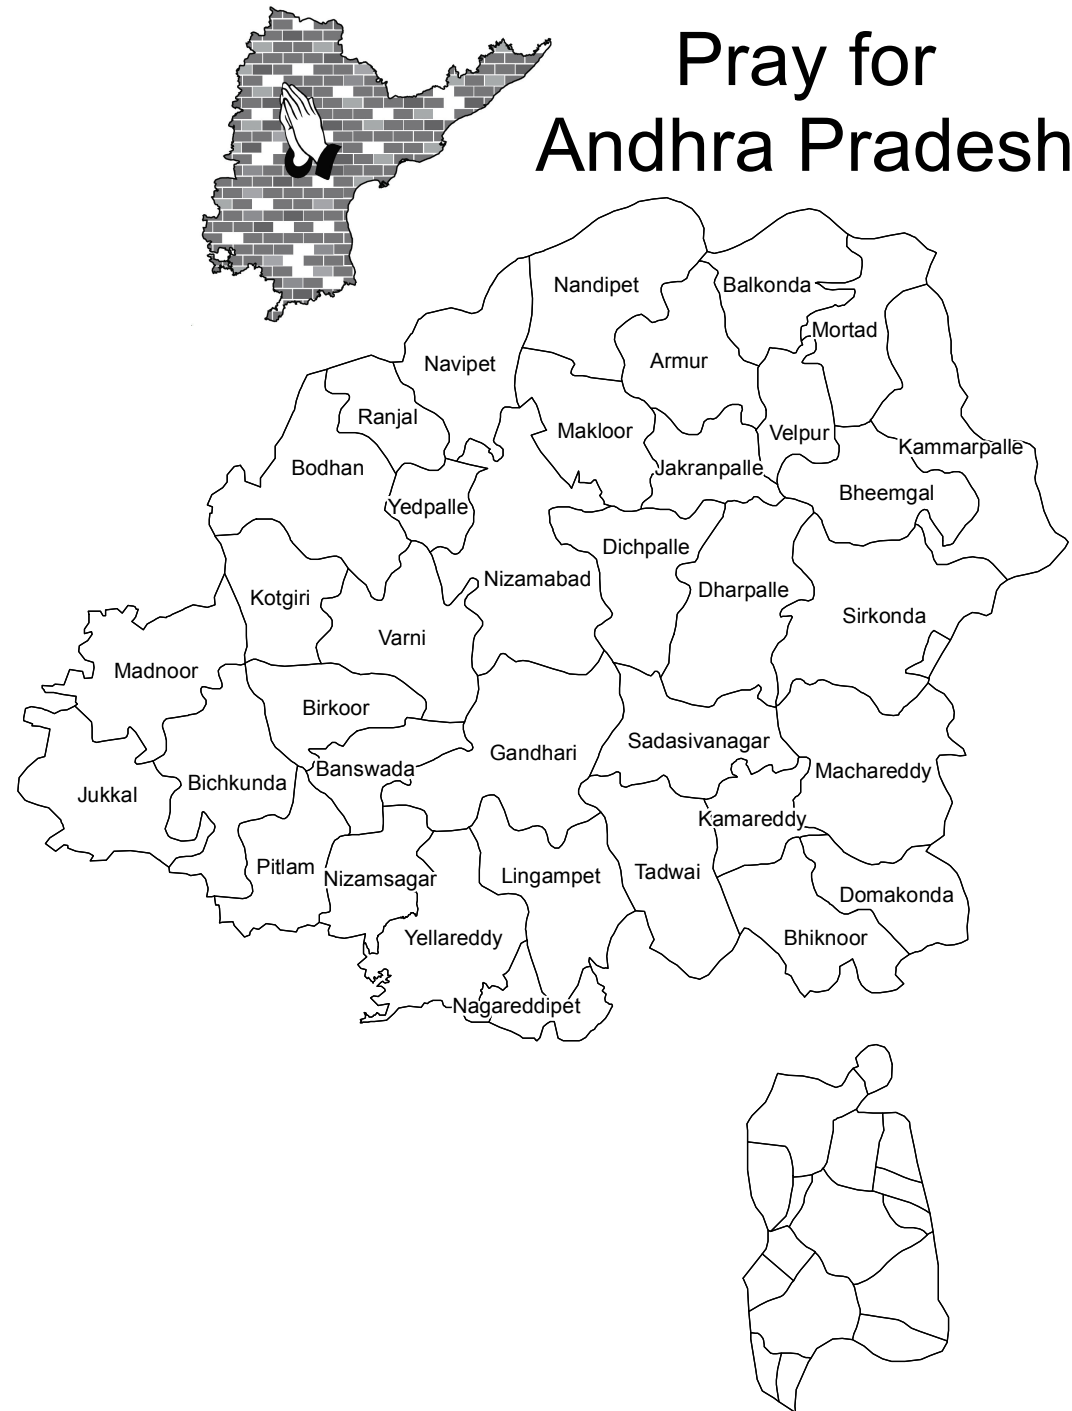 Pray for
Andhra Pradesh
Nandipet
Balkonda
Mortad
Navipet
Armur
Ranjal
Makloor
Velpur
Kammarpalle
Bodhan
Jakranpalle
Bheemgal
Yedpalle
Dichpalle
Nizamabad
Dharpalle
Kotgiri
Sirkonda
Varni
Madnoor
Birkoor
Sadasivanagar
Gandhari
Banswada
Machareddy
Bichkunda
Jukkal
Kamareddy
Pitlam
Nizamsagar
Lingampet
Tadwai
Domakonda
Yellareddy
Bhiknoor
Nagareddipet